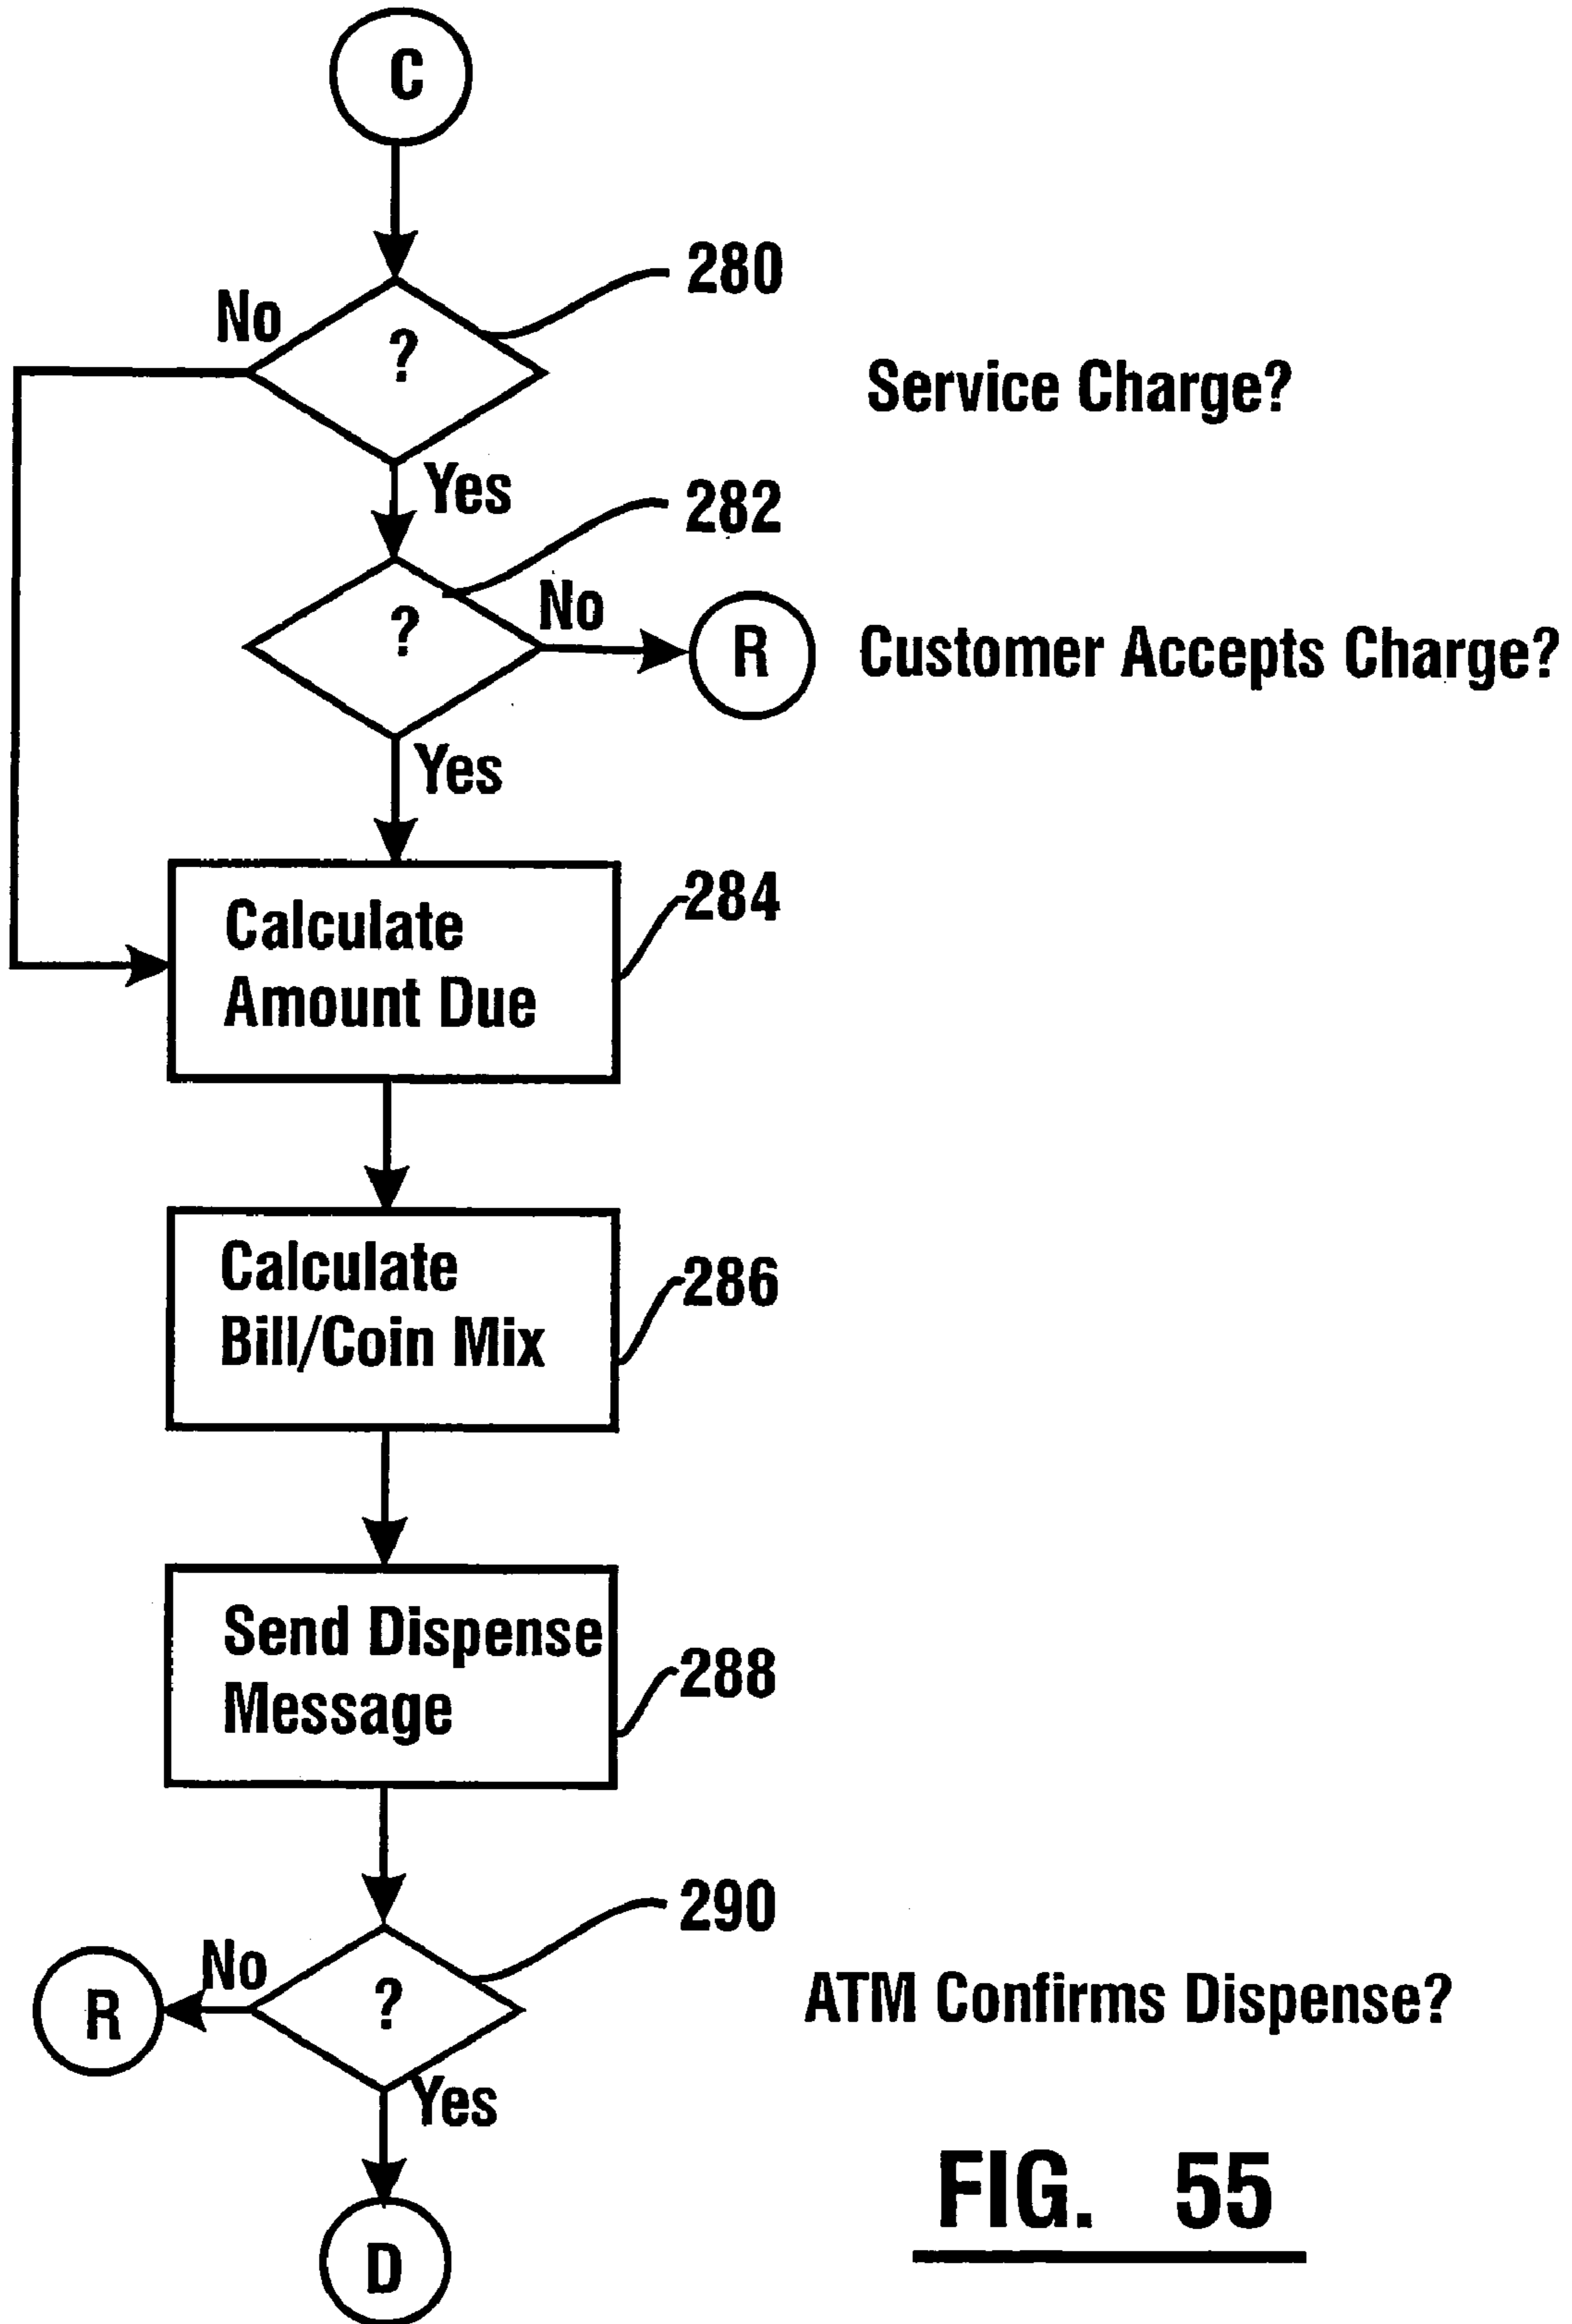 C
280
No
?
Service Charge?
Yes
282
No
?
R
Customer Accepts Charge?
Yes
284
Calculate
Amount Due
286
Calculate
Bill/Coin Mix
Send Dispense
Message
288
290
No
R
?
ATM Confirms Dispense?
Yes
D
FIG. 55